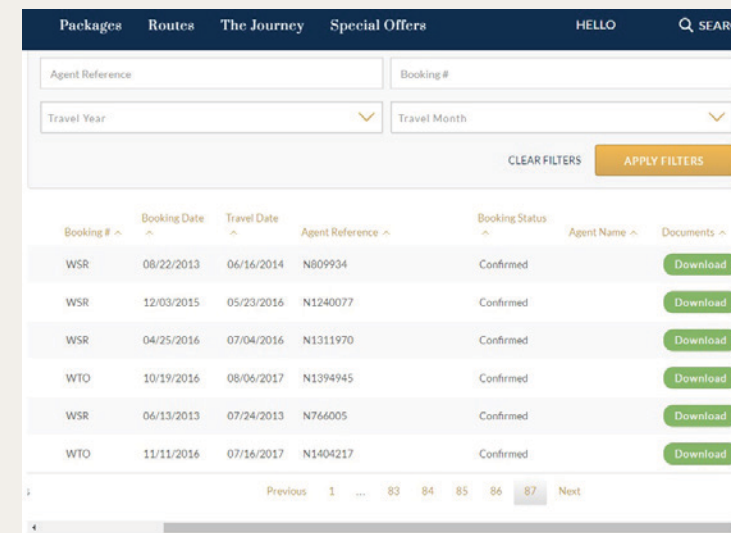 Packages Routes The Journey Special Offers HELLO SEAR
Agent Reference Booking #
Travel Year Travel Month
CLEAR FILTERS APPLY FILTERS
Booking # Booking Date Travel Date Agent Reference Booking Status Agent Name Documents
WSR 08/22/2013 06/16/2014 N809934 Confirmed Download
WSR 12/03/2015 05/23/2016 N1240077 Confirmed Download
WSR 04/25/2016 07/04/2016 N1311970 Confirmed Download
WTO 10/19/2016 08/06/2017 N1394945 Confirmed Download
WSR 06/13/2013 07/24/2013 N766005 Confirmed Download
WTO 11/11/2016 07/16/2017 N1404217 Confirmed Download
Previous 1 ... 83 84 85 86 87 Next